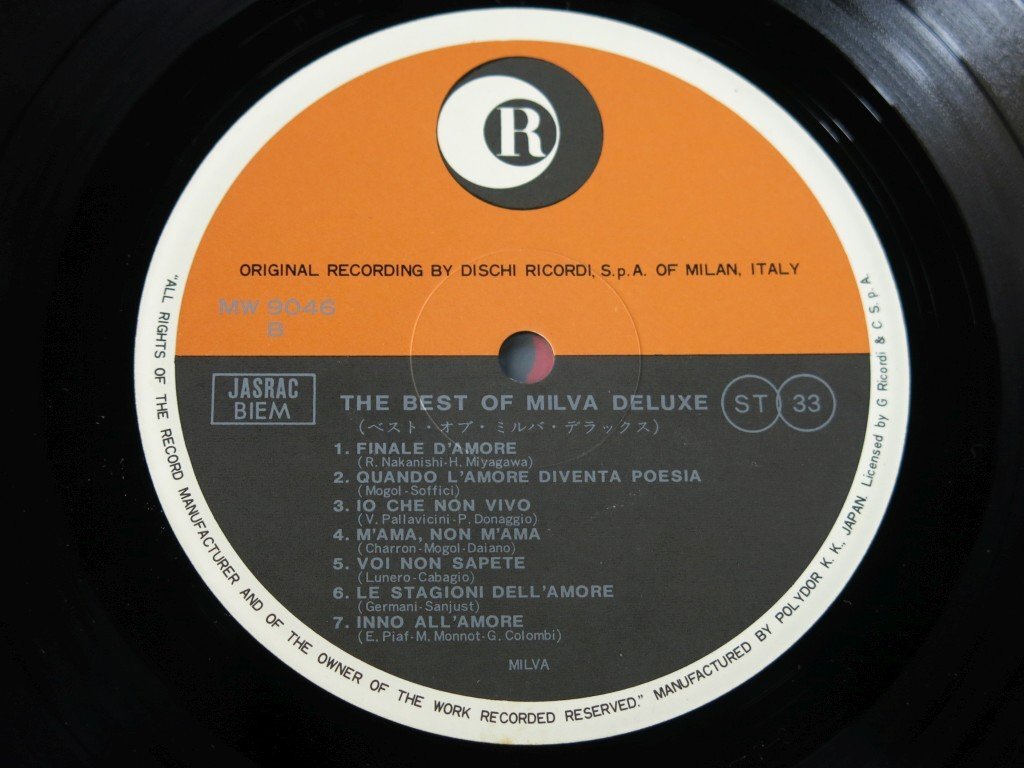 R
ORIGINAL RECORDING BY DISCHI RICORDI, S.p.A. OF MILAN, ITALY
MW 9046
B
JASRAC
BIEM
THE BEST OF MILVA DELUXE
ST 33
(ベスト・オブ・ミルバ・デラックス)
1. FINALE D'AMORE
(R. Nakanishi-H. Miyagawa)
2. QUANDO L'AMORE DIVENTA POESIA
(Mogol-Soffici)
3. IO CHE NON VIVO
(V. Pallavicini-P. Donaggio)
4. M'AMA, NON M'AMA
(Charron-Mogol-Daiano)
5. VOI NON SAPETE
(Lunero-Cabagio)
6. LE STAGIONI DELL'AMORE
(Germani-Sanjust)
7. INNO ALL'AMORE
(E. Piaf-M. Monnot-G. Colombi)
MILVA
"ALL RIGHTS OF THE RECORD MANUFACTURER AND OF THE OWNER OF THE WORK RECORDED RESERVED." MANUFACTURED BY POLYDOR K.K., JAPAN. Licensed by G Ricordi & C S.p.A.